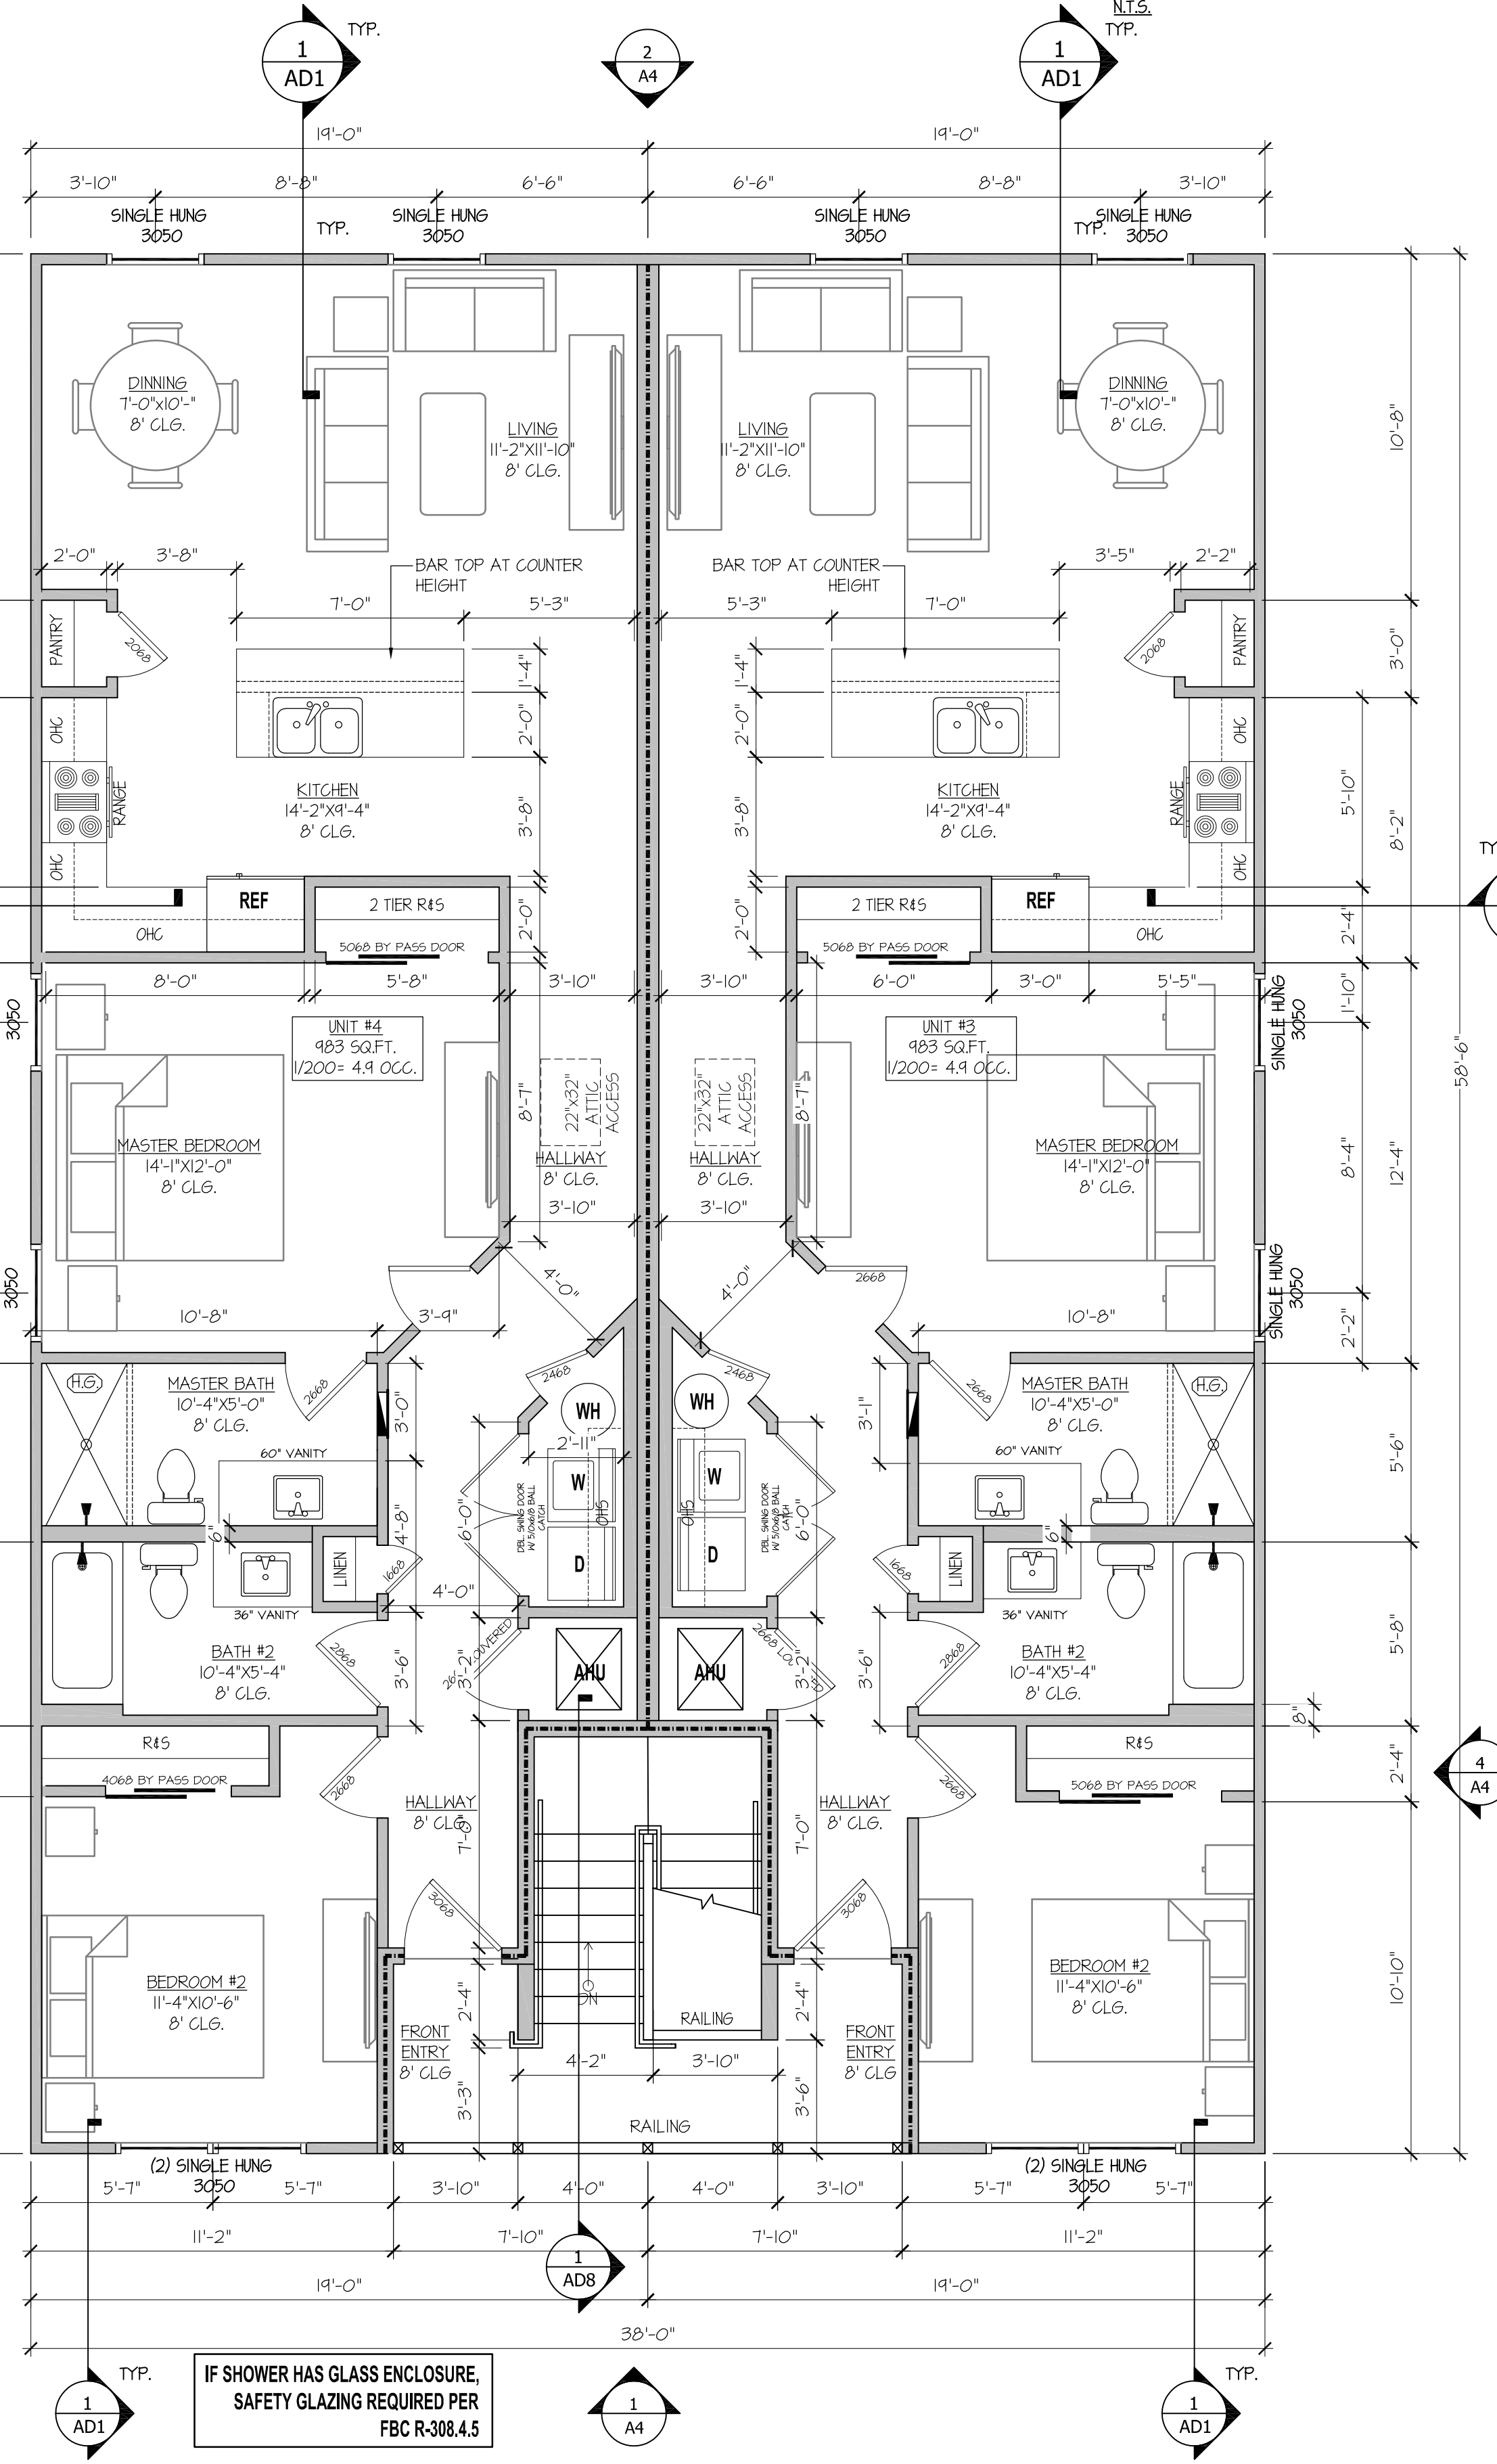 N.T.S.
1
AD1
TYP.
2
A4
1
AD1
TYP.
19'-0"
19'-0"
3'-10"
8'-8"
6'-6"
6'-6"
8'-8"
3'-10"
SINGLE HUNG
3050
TYP.
SINGLE HUNG
3050
SINGLE HUNG
3050
TYP.
SINGLE HUNG
3050
DINNING
7'-0"x10'-"
8' CLG.
LIVING
11'-2"X11'-10"
8' CLG.
LIVING
11'-2"X11'-10"
8' CLG.
DINNING
7'-0"x10'-"
8' CLG.
10'-8"
2'-0"
3'-8"
BAR TOP AT COUNTER
HEIGHT
BAR TOP AT COUNTER
HEIGHT
3'-5"
2'-2"
7'-0"
5'-3"
5'-3"
7'-0"
PANTRY
2068
1'-4"
1'-4"
2068
PANTRY
3'-0"
58'-6"
OHC
2'-0"
2'-0"
OHC
RANGE
KITCHEN
14'-2"X9'-4"
8' CLG.
3'-8"
3'-8"
KITCHEN
14'-2"X9'-4"
8' CLG.
RANGE
5'-10"
8'-2"
OHC
OHC
REF
2 TIER R&S
2'-0"
2'-0"
2 TIER R&S
REF
OHC
5068 BY PASS DOOR
5068 BY PASS DOOR
OHC
2'-4"
8'-0"
5'-8"
3'-10"
3'-10"
6'-0"
3'-0"
5'-5"
1'-10"
3050
UNIT #4
983 SQ.FT.
1/200= 4.9 OCC.
UNIT #3
983 SQ.FT.
1/200= 4.9 OCC.
SINGLE HUNG
3050
8'-7"
22"x32"
ATTIC
ACCESS
22"x32"
ATTIC
ACCESS
8'-7"
MASTER BEDROOM
14'-1"X12'-0"
8' CLG.
HALLWAY
8' CLG.
HALLWAY
8' CLG.
MASTER BEDROOM
14'-1"X12'-0"
8' CLG.
8'-4"
12'-4"
3'-10"
3'-10"
3050
4'-0"
4'-0"
2668
SINGLE HUNG
3050
10'-8"
3'-9"
10'-8"
2'-2"
H.G.
MASTER BATH
10'-4"X5'-0"
8' CLG.
2668
3'-0"
2468
WH
2468
WH
3'-1"
2668
MASTER BATH
10'-4"X5'-0"
8' CLG.
H.G.
60" VANITY
2'-11"
60" VANITY
5'-6"
W
OHS
W
OHS
6"
4'-8"
6'-0"
DBL. SWING DOOR
W/ 5/0x6/8 BALL
CATCH
DBL. SWING DOOR
W/ 5/0x6/8 BALL
CATCH
6'-0"
6"
LINEN
1668
D
D
1668
LINEN
36" VANITY
4'-0"
36" VANITY
BATH #2
10'-4"X5'-4"
8' CLG.
2868
3'-6"
3'-2"
AHU
AHU
3'-2"
3'-6"
2868
BATH #2
10'-4"X5'-4"
8' CLG.
5'-8"
8"
R&S
4068 BY PASS DOOR
2668
R&S
5068 BY PASS DOOR
2668
2'-4"
4
A4
HALLWAY
8' CLG.
7'-0"
HALLWAY
8' CLG.
7'-0"
3068
3068
BEDROOM #2
11'-4"X10'-6"
8' CLG.
DN
BEDROOM #2
11'-4"X10'-6"
8' CLG.
10'-10"
2'-4"
2'-4"
FRONT
ENTRY
8' CLG
RAILING
FRONT
ENTRY
8' CLG
4'-2"
3'-10"
3'-3"
3'-6"
RAILING
(2) SINGLE HUNG
3050
(2) SINGLE HUNG
3050
5'-7"
5'-7"
3'-10"
4'-0"
4'-0"
3'-10"
5'-7"
5'-7"
11'-2"
7'-10"
7'-10"
11'-2"
1
AD8
19'-0"
19'-0"
38'-0"
IF SHOWER HAS GLASS ENCLOSURE,
SAFETY GLAZING REQUIRED PER
FBC R-308.4.5
TYP.
1
AD1
1
A4
TYP.
1
AD1